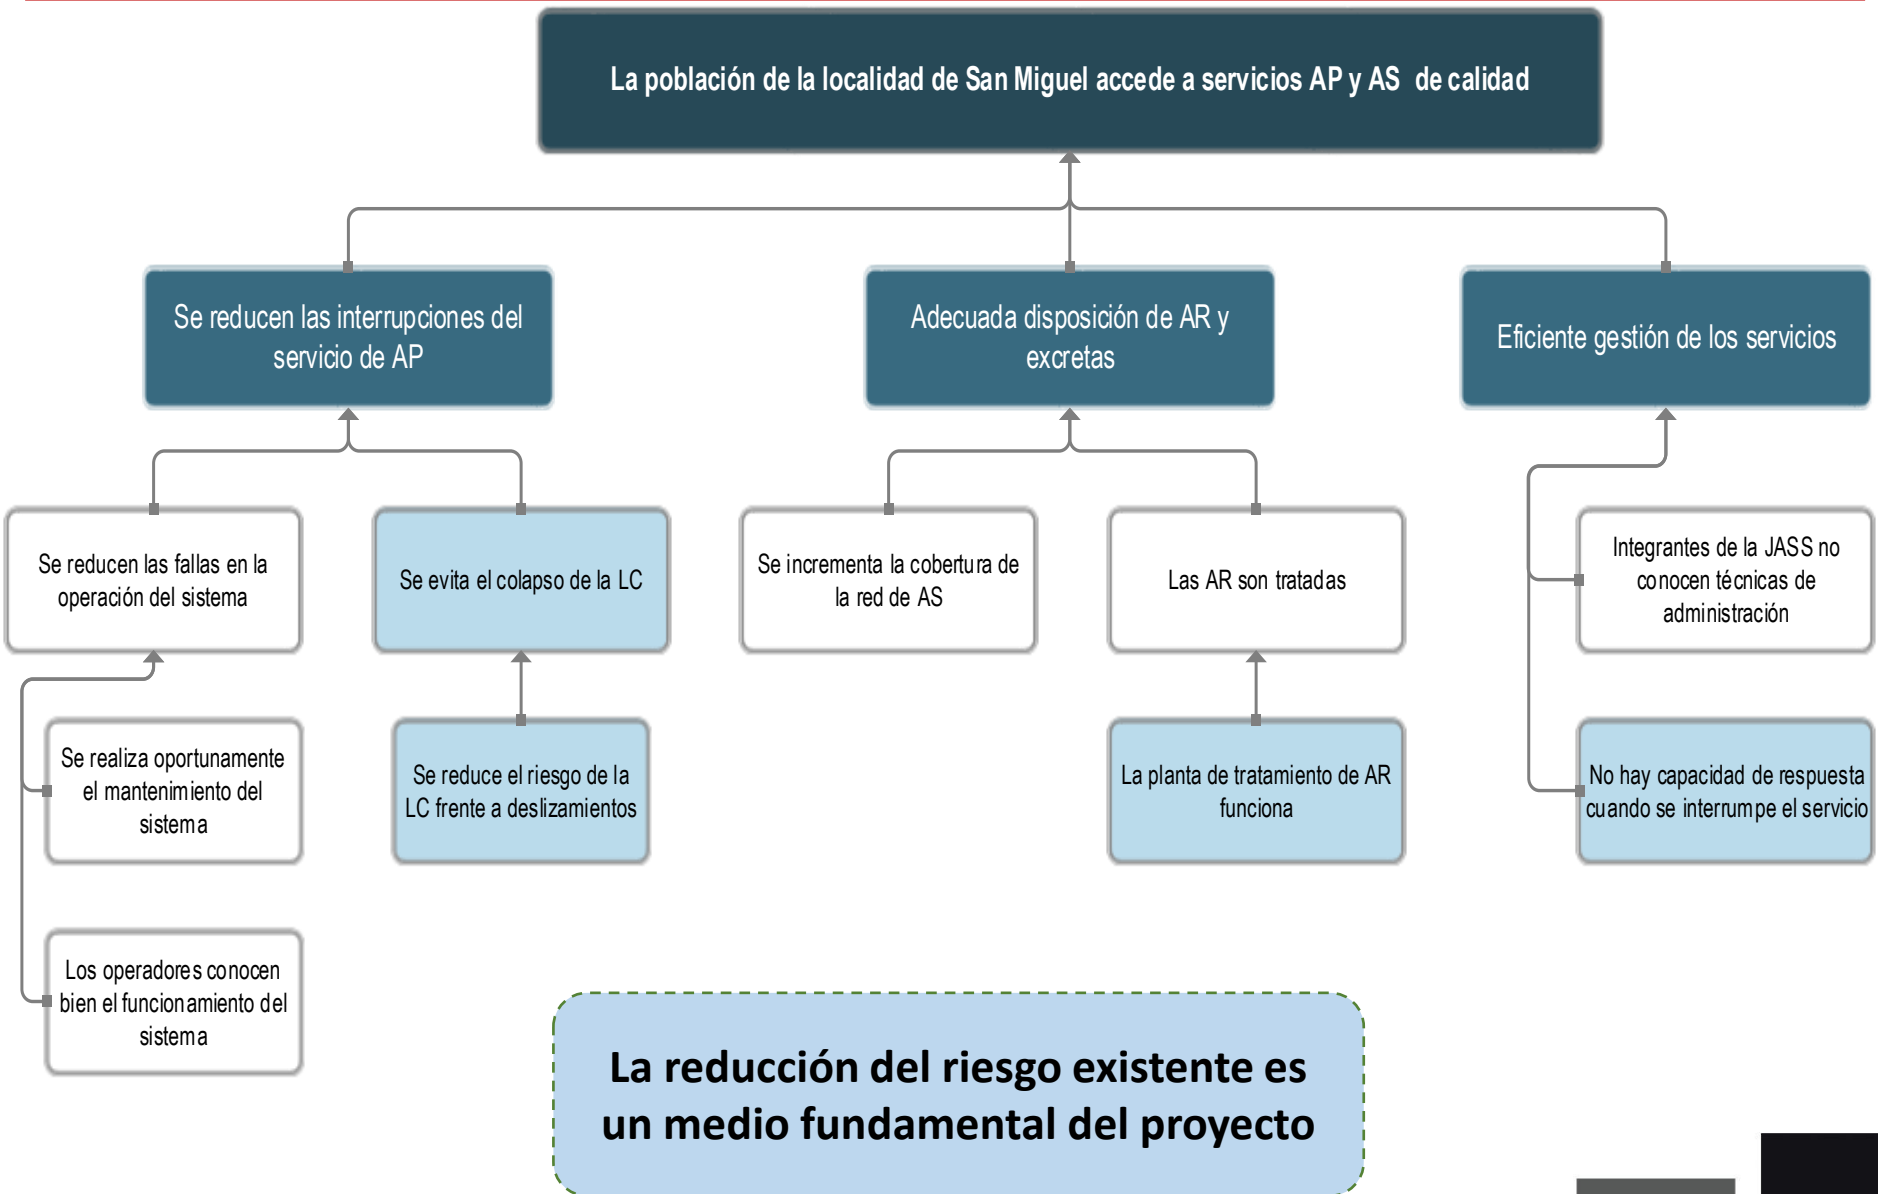 La población de la localidad de San Miguel accede a servicios AP y AS de calidad
Se reducen las interrupciones del
servicio de AP
Adecuada disposición de AR y
excretas
Eficiente gestión de los servicios
Se reducen las fallas en la
operación del sistema
Se evita el colapso de la LC
Se incrementa la cobertura de
la red de AS
Las AR son tratadas
Integrantes de la JASS no
conocen técnicas de
administración
Se realiza oportunamente
el mantenimiento del
sistema
Se reduce el riesgo de la
LC frente a deslizamientos
La planta de tratamiento de AR
funciona
No hay capacidad de respuesta
cuando se interrumpe el servicio
Los operadores conocen
bien el funcionamiento del
sistema
La reducción del riesgo existente es
un medio fundamental del proyecto